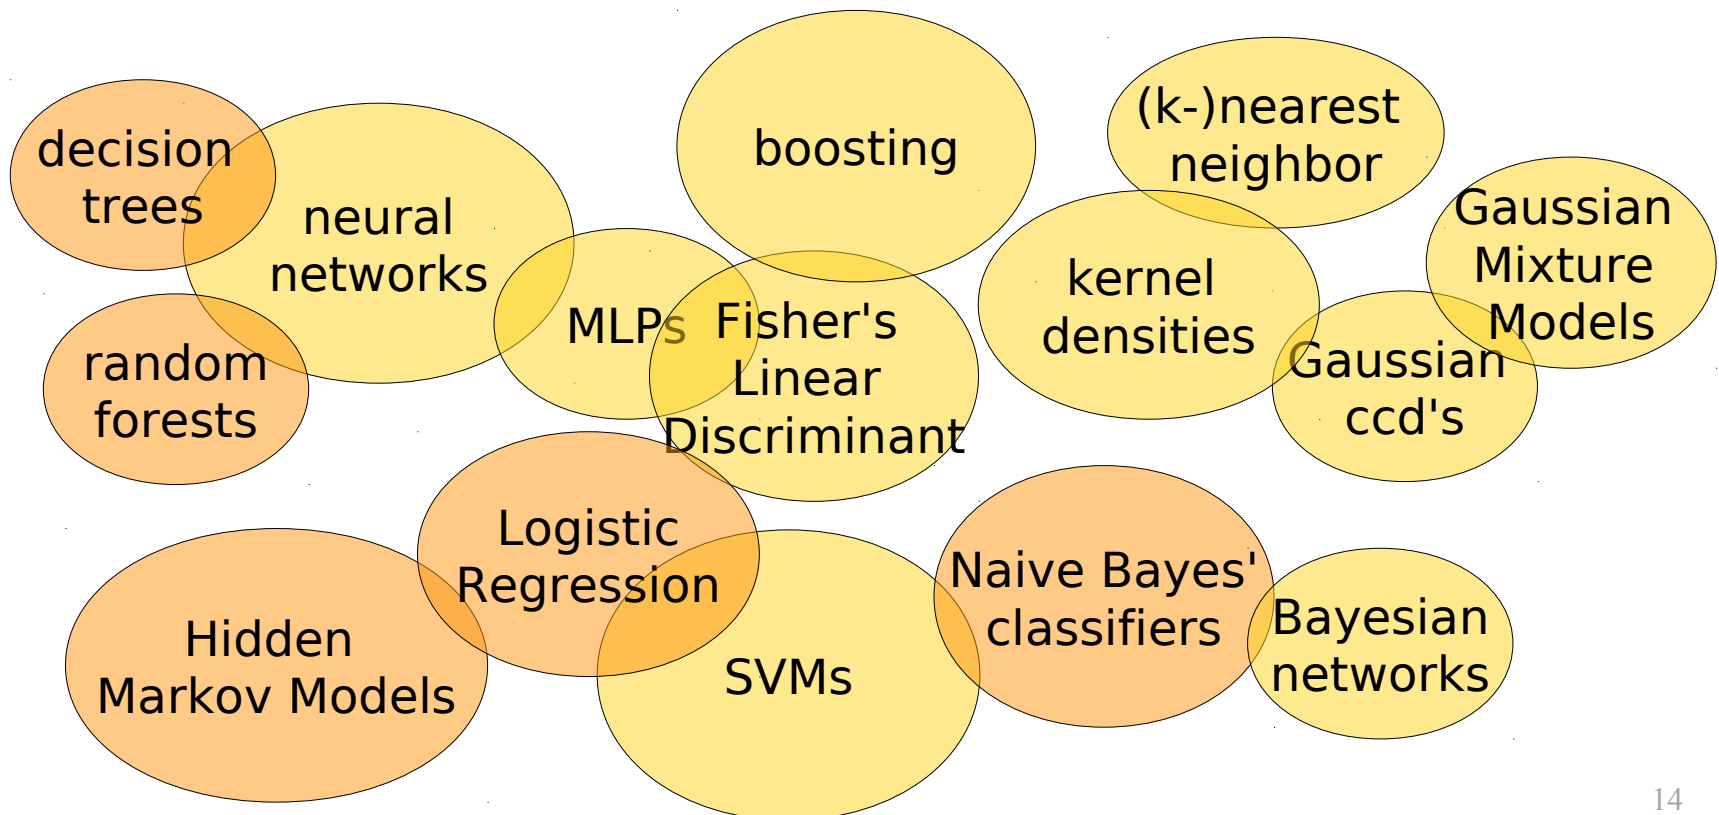 decision
trees
neural
networks
boosting
(k-)nearest
neighbor
Gaussian
Mixture
Models
random
forests
MLPs
Fisher's
Linear
Discriminant
kernel
densities
Gaussian
ccd's
Logistic
Regression
Hidden
Markov Models
SVMs
Naive Bayes'
classifiers
Bayesian
networks
14